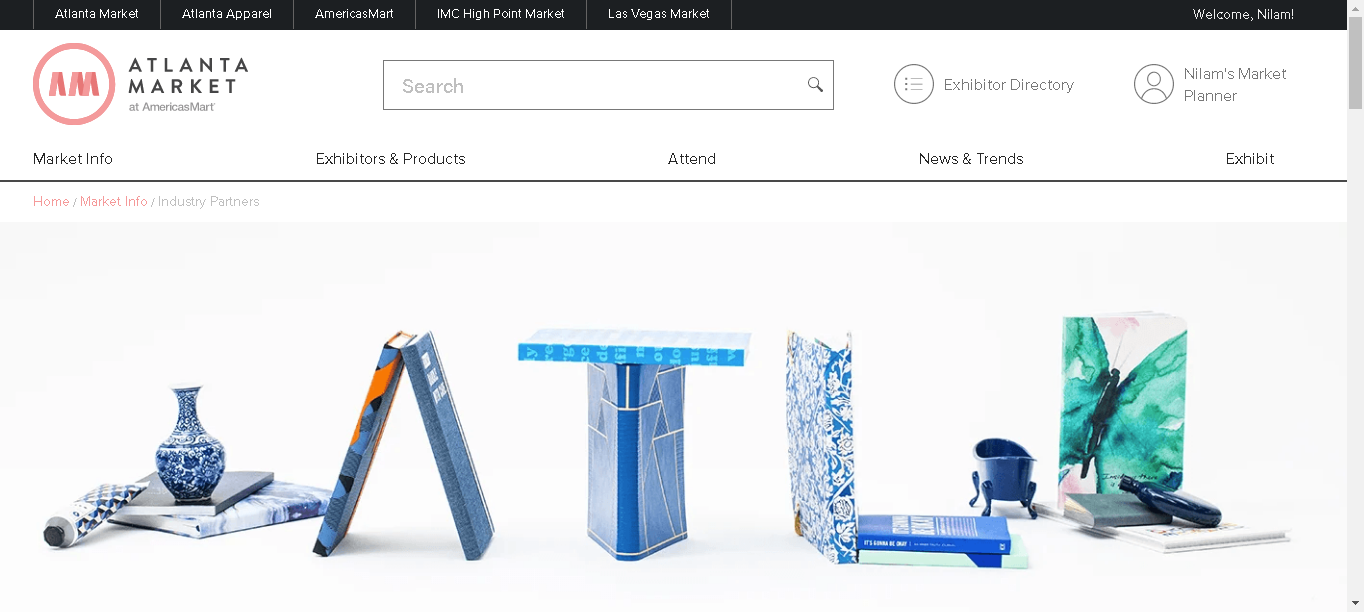 Atlanta Market
Atlanta Apparel
AmericasMart
IMC High Point Market
Las Vegas Market
Welcome, Nilam!
AM
ATLANTA
MARKET
at AmericasMart
Search
Exhibitor Directory
Nilam's Market
Planner
Market Info
Exhibitors & Products
Attend
News & Trends
Exhibit
Home / Market Info / Industry Partners
IT'S GONNA BE OKAY